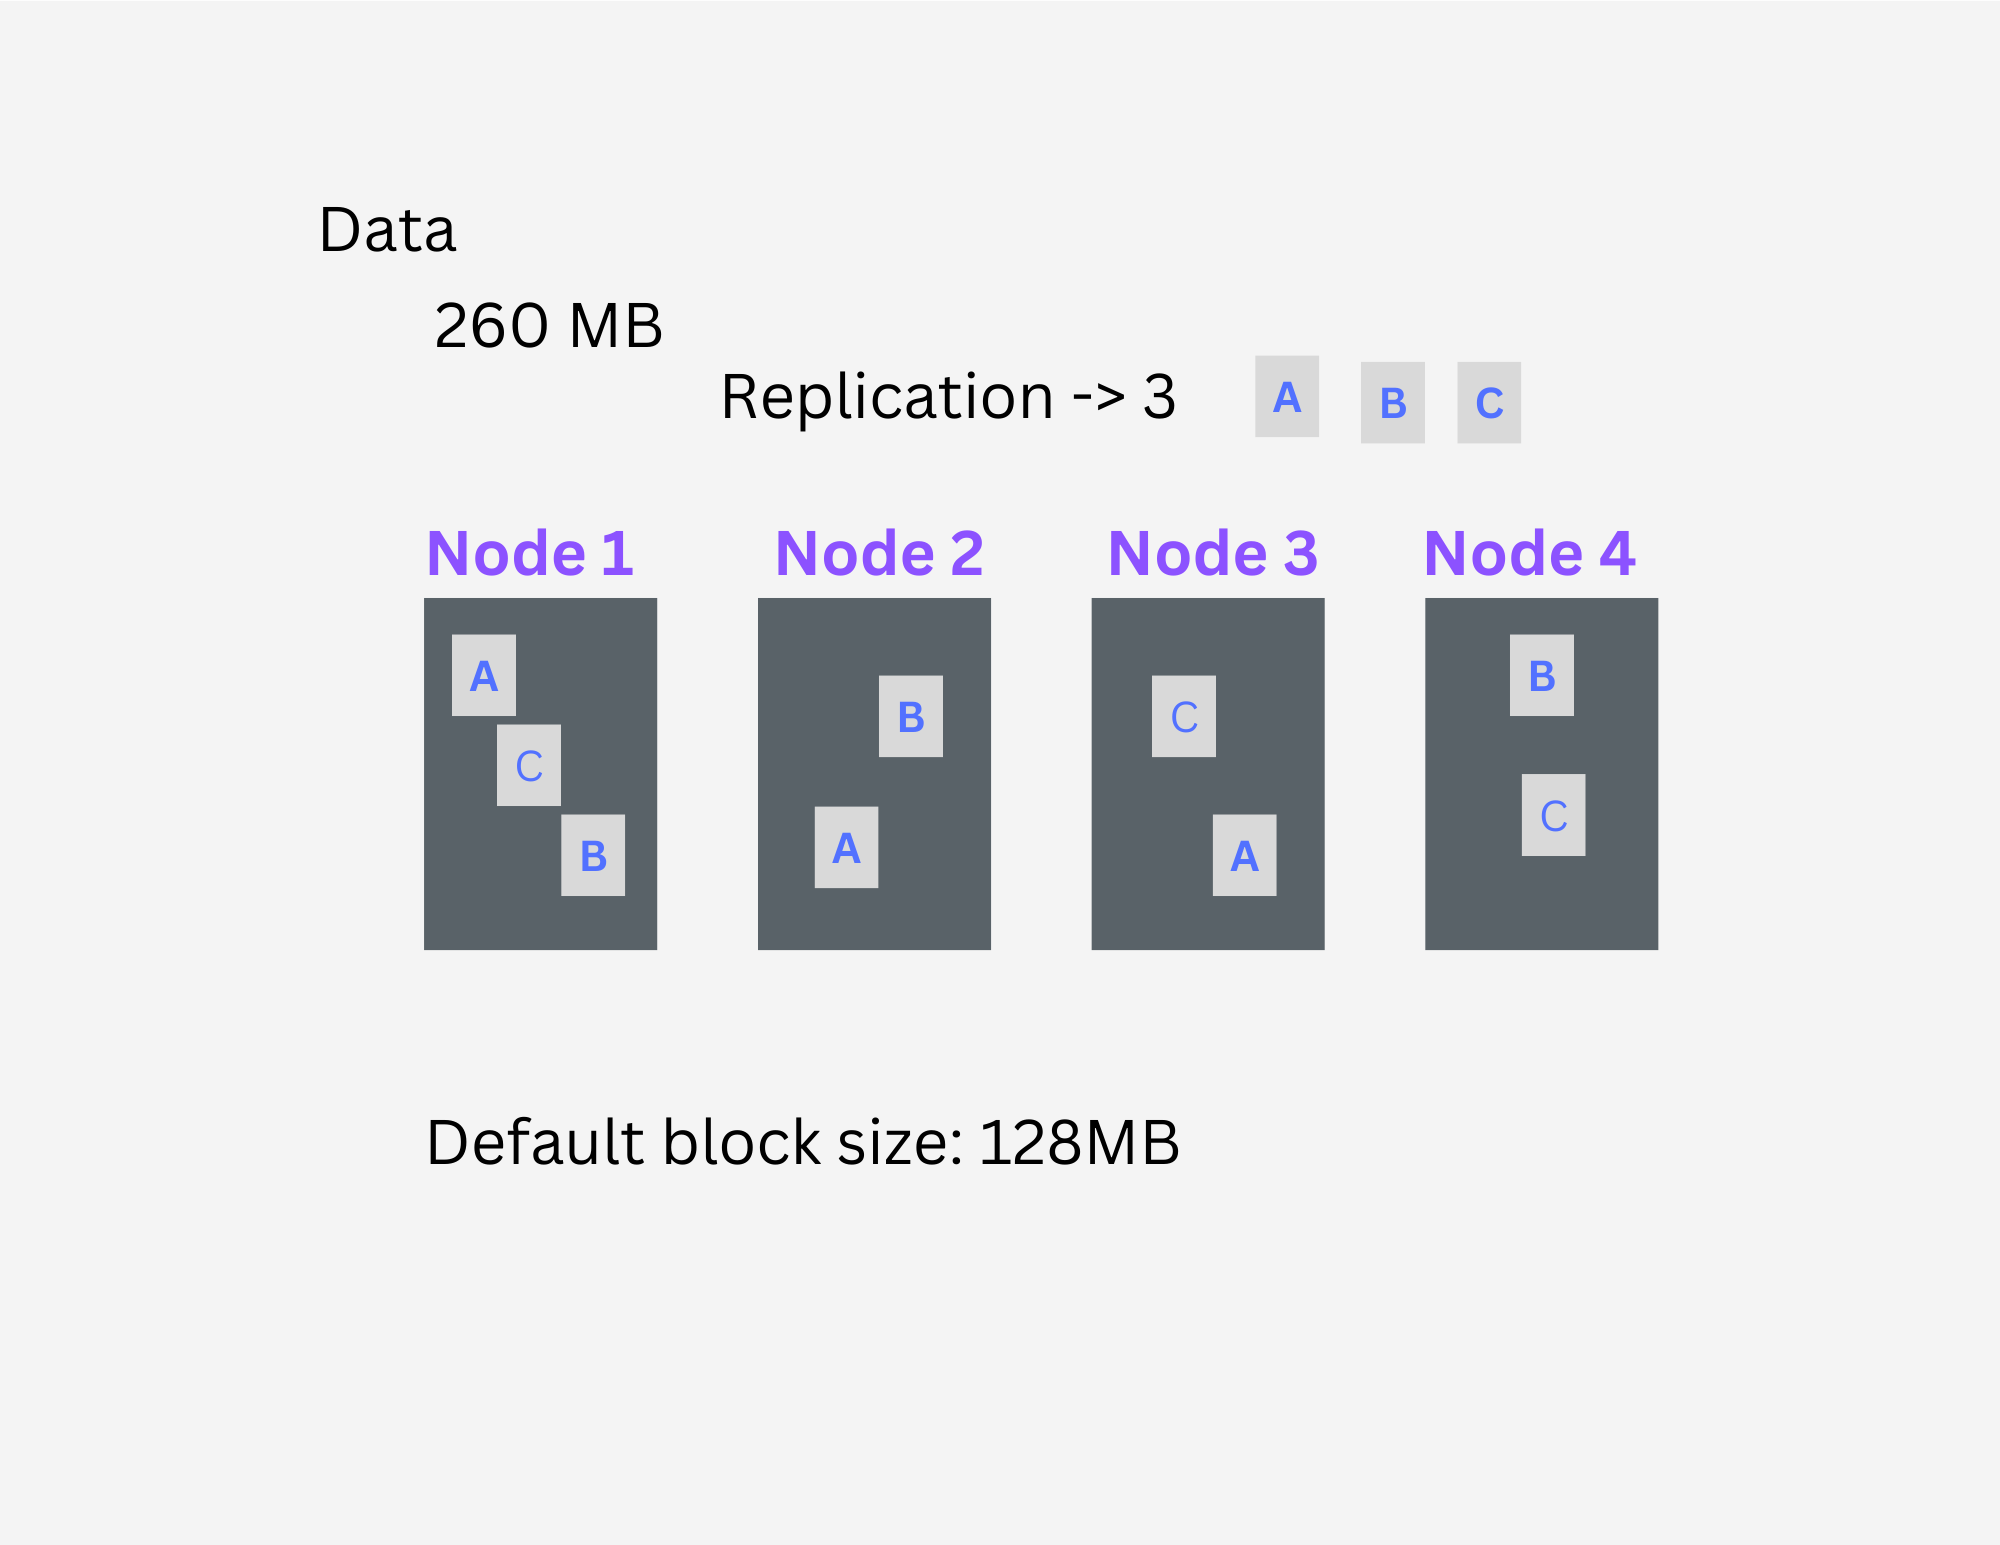 Data
260 MB
Replication -> 3 A B C
Node 1 Node 2 Node 3 Node 4
A B
B C
C
C
A
B A
Default block size: 128MB